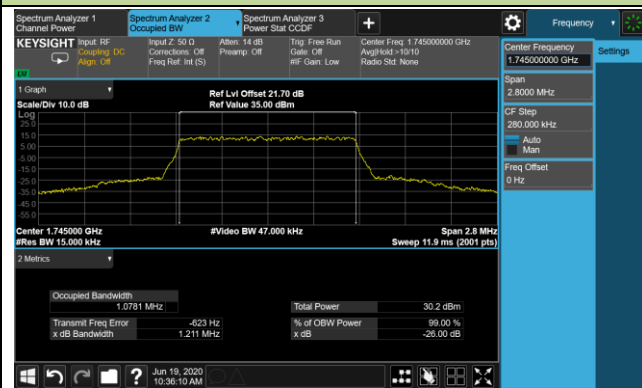 Spectrum Analyzer 1
Channel Power
Spectrum Analyzer 2
Occupied BW
Spectrum Analyzer 3
Power Stat CCDF
Frequency
KEYSIGHT
Input: RF
Coupling: DC
Align: Off
Input Z: 50 Ω
Corrections: Off
Freq Ref: Int (S)
Atten: 14 dB
Preamp: Off
Trig: Free Run
Gate: Off
#IF Gain: Low
Center Freq: 1.745000000 GHz
Avg|Hold:>10/10
Radio Std: None
LXI
1 Graph
Scale/Div 10.0 dB
Ref Lvl Offset 21.70 dB
Ref Value 35.00 dBm
Log
25.0
15.0
5.00
-5.00
-15.0
-25.0
-35.0
-45.0
-55.0
Center 1.745000 GHz
#Res BW 15.000 kHz
#Video BW 47.000 kHz
Span 2.8 MHz
Sweep 11.9 ms (2001 pts)
2 Metrics
Occupied Bandwidth
1.0781 MHz
Total Power 30.2 dBm
Transmit Freq Error -623 Hz
% of OBW Power 99.00 %
x dB Bandwidth 1.211 MHz
x dB -26.00 dB
Center Frequency
1.745000000 GHz
Settings
Span
2.8000 MHz
CF Step
280.000 kHz
Auto
Man
Freq Offset
0 Hz
Jun 19, 2020
10:36:10 AM